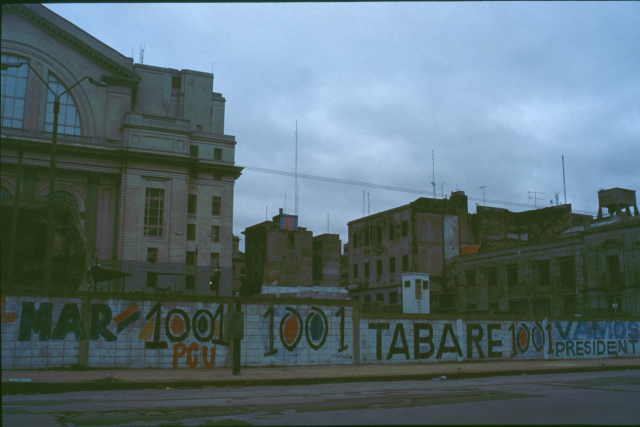 MAR 1001
PCU
1001
TABARE 1001
VAMOS
PRESIDENT